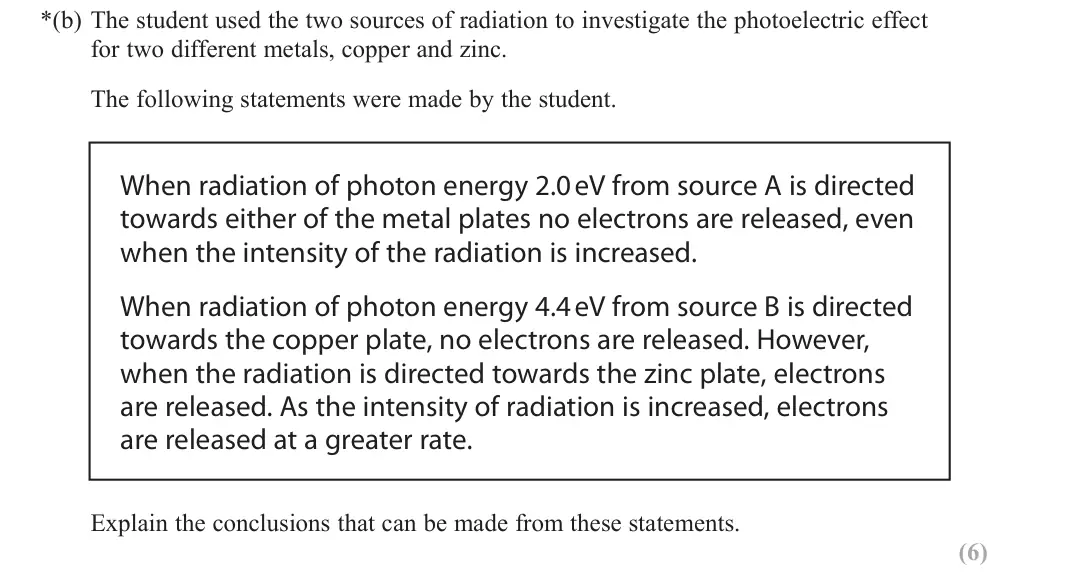 *(b) The student used the two sources of radiation to investigate the photoelectric effect
for two different metals, copper and zinc.
The following statements were made by the student.
When radiation of photon energy 2.0 eV from source A is directed
towards either of the metal plates no electrons are released, even
when the intensity of the radiation is increased.
When radiation of photon energy 4.4 eV from source B is directed
towards the copper plate, no electrons are released. However,
when the radiation is directed towards the zinc plate, electrons
are released. As the intensity of radiation is increased, electrons
are released at a greater rate.
Explain the conclusions that can be made from these statements.
(6)